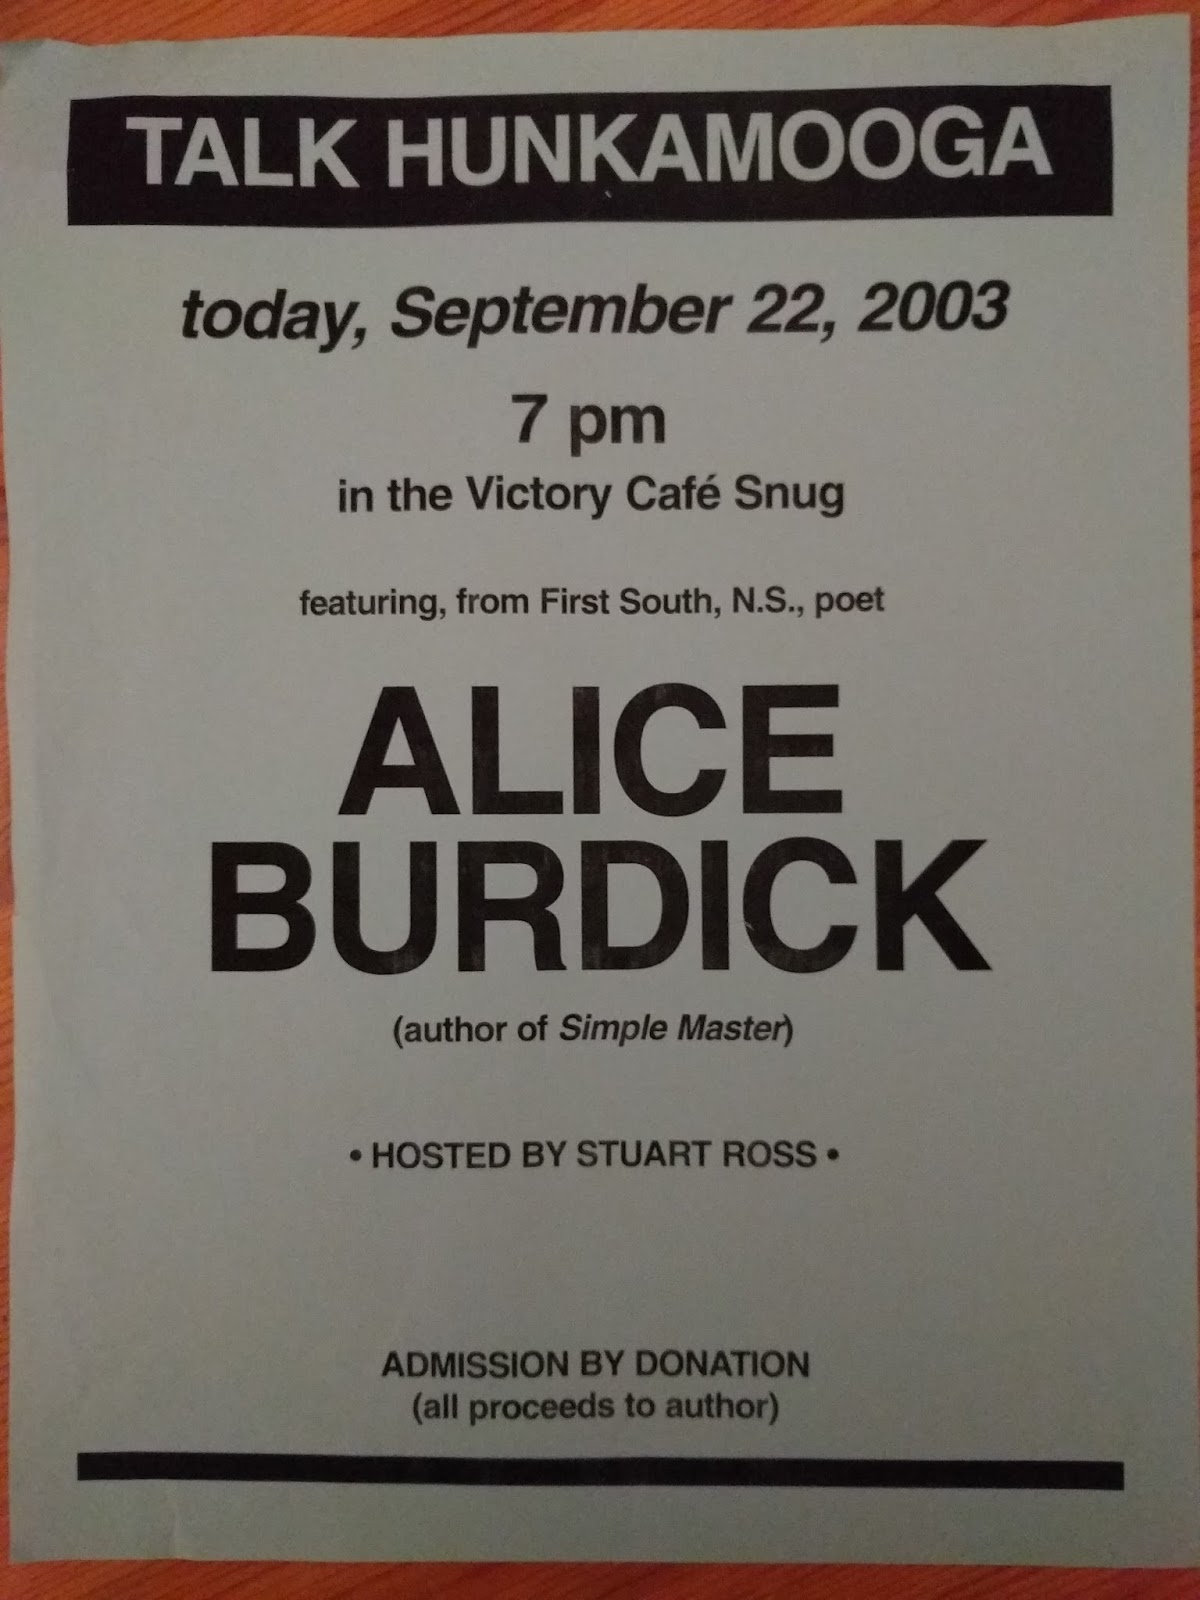 TALK HUNKAMOOGA
today, September 22, 2003
7 pm
in the Victory Café Snug
featuring, from First South, N.S., poet
ALICE
BURDICK
(author of Simple Master)
• HOSTED BY STUART ROSS •
ADMISSION BY DONATION
(all proceeds to author)